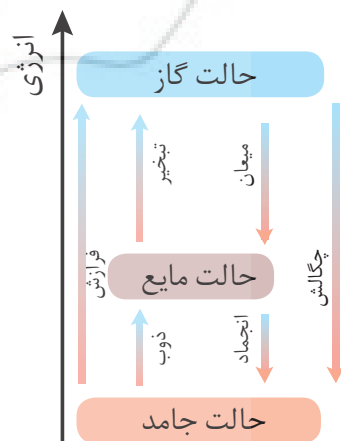 انرژی
حالت گاز
میعان
تبخیر
چگالش
فرازش
حالت مایع
انجماد
ذوب
حالت جامد